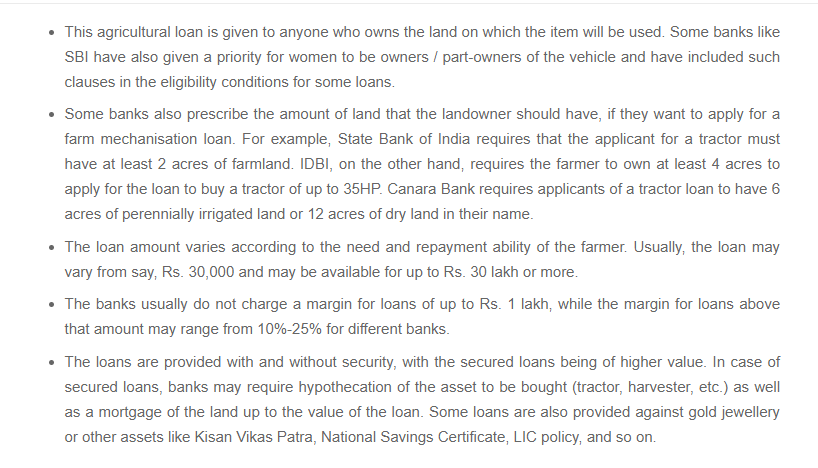 • This agricultural loan is given to anyone who owns the land on which the item will be used. Some banks like
SBI have also given a priority for women to be owners / part-owners of the vehicle and have included such
clauses in the eligibility conditions for some loans.
• Some banks also prescribe the amount of land that the landowner should have, if they want to apply for a
farm mechanisation loan. For example, State Bank of India requires that the applicant for a tractor must
have at least 2 acres of farmland. IDBI, on the other hand, requires the farmer to own at least 4 acres to
apply for the loan to buy a tractor of up to 35HP. Canara Bank requires applicants of a tractor loan to have 6
acres of perennially irrigated land or 12 acres of dry land in their name.
• The loan amount varies according to the need and repayment ability of the farmer. Usually, the loan may
vary from say, Rs. 30,000 and may be available for up to Rs. 30 lakh or more.
• The banks usually do not charge a margin for loans of up to Rs. 1 lakh, while the margin for loans above
that amount may range from 10%-25% for different banks.
• The loans are provided with and without security, with the secured loans being of higher value. In case of
secured loans, banks may require hypothecation of the asset to be bought (tractor, harvester, etc.) as well
as a mortgage of the land up to the value of the loan. Some loans are also provided against gold jewellery
or other assets like Kisan Vikas Patra, National Savings Certificate, LIC policy, and so on.